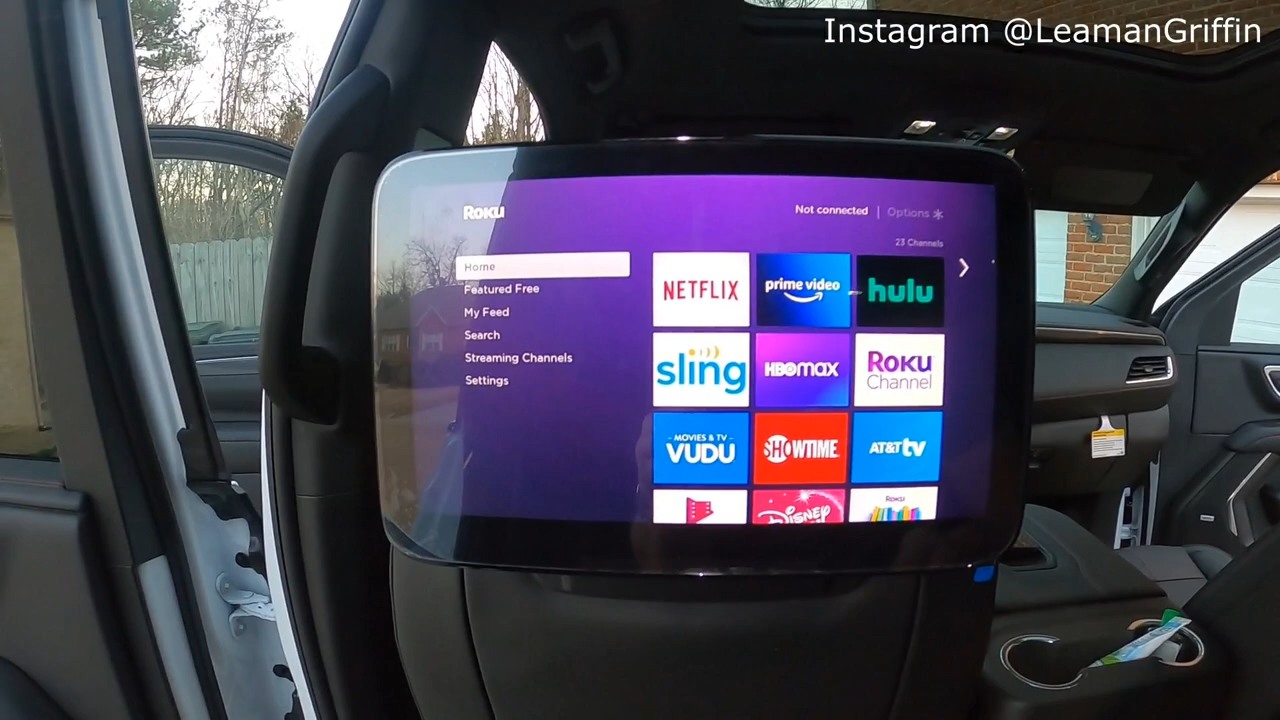 Instagram @LeamanGriffin
Roku
Not connected | Options
23 Channels
Home
Featured Free
My Feed
Search
Streaming Channels
Settings
NETFLIX
prime video
hulu
sling
HBOMAX
Roku
Channel
MOVIES & TV
VUDU
SHOWTIME
AT&T tv
DISNEY
ROKU